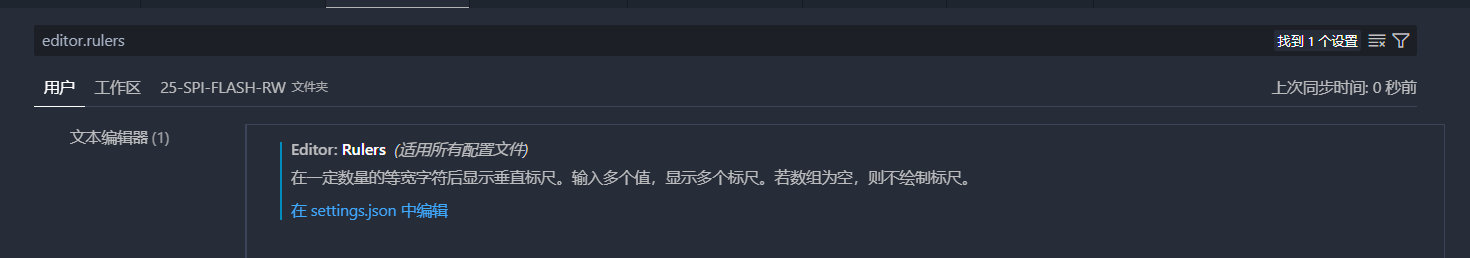 editor.rulers
找到 1 个设置
用户 工作区 25-SPI-FLASH-RW 文件夹
上次同步时间: 0 秒前
文本编辑器 (1)
Editor: Rulers (适用所有配置文件)
在一定数量的等宽字符后显示垂直标尺。输入多个值，显示多个标尺。若数组为空，则不绘制标尺。
在 settings.json 中编辑